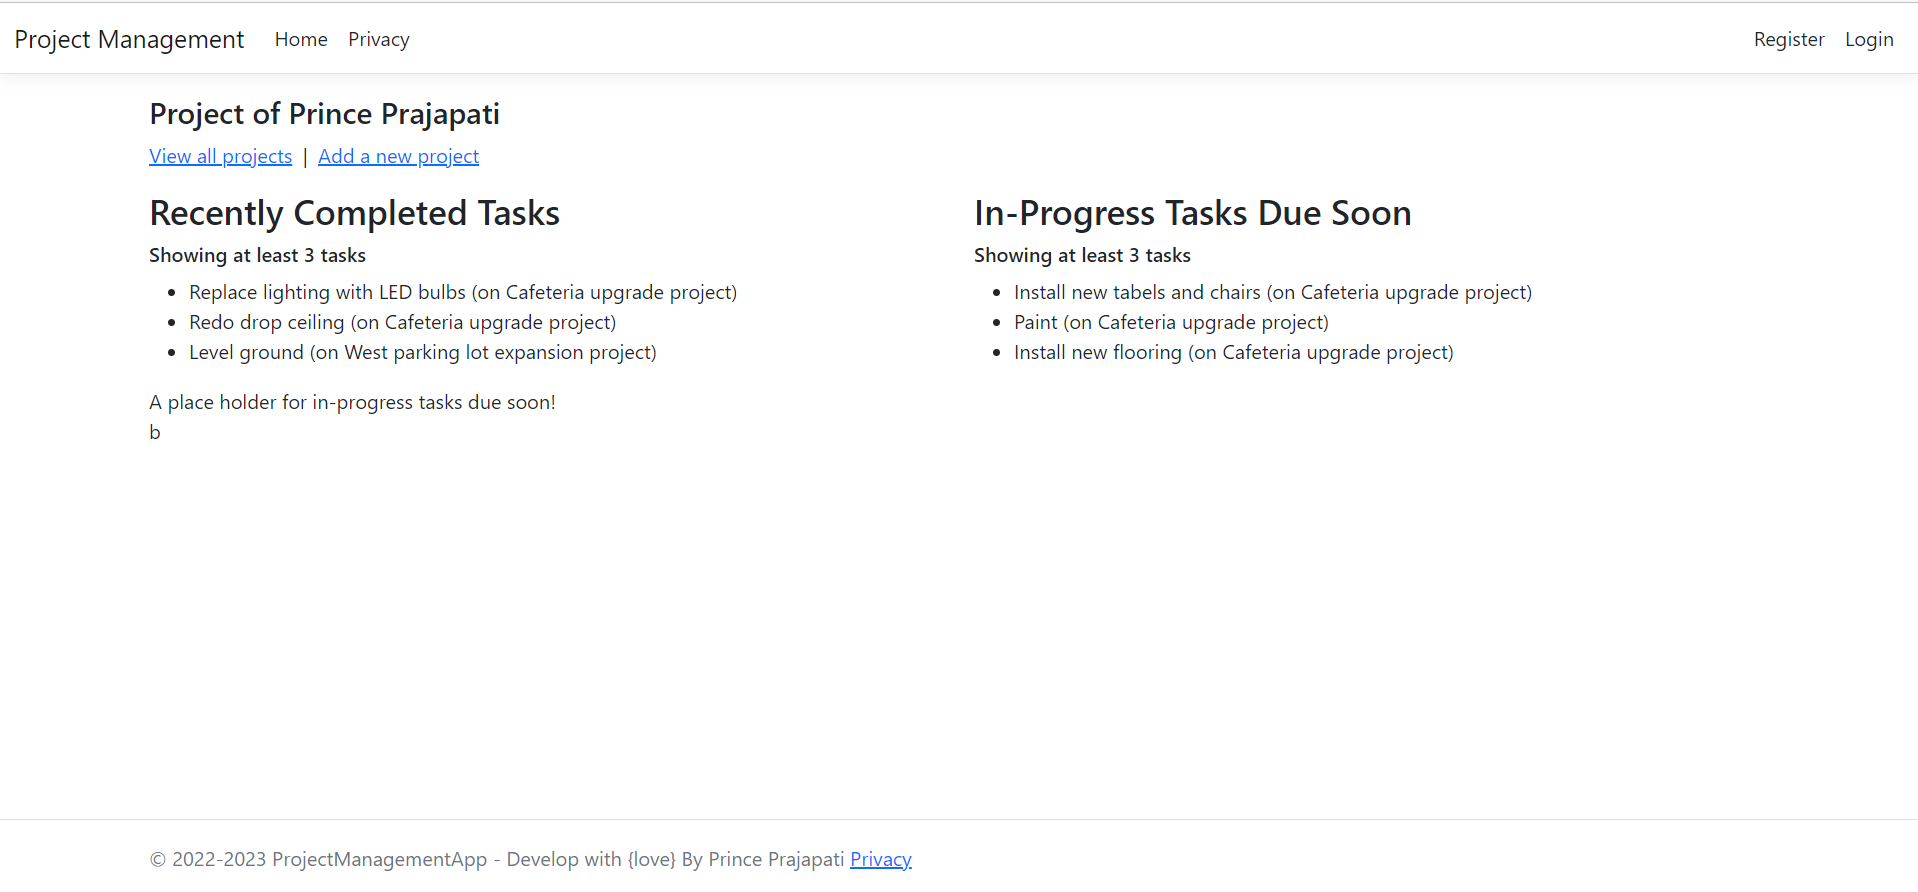 Project Management Home Privacy Register Login
Project of Prince Prajapati
View all projects | Add a new project
Recently Completed Tasks
Showing at least 3 tasks
• Replace lighting with LED bulbs (on Cafeteria upgrade project)
• Redo drop ceiling (on Cafeteria upgrade project)
• Level ground (on West parking lot expansion project)
In-Progress Tasks Due Soon
Showing at least 3 tasks
• Install new tabels and chairs (on Cafeteria upgrade project)
• Paint (on Cafeteria upgrade project)
• Install new flooring (on Cafeteria upgrade project)
A place holder for in-progress tasks due soon!
b
© 2022-2023 ProjectManagementApp - Develop with {love} By Prince Prajapati Privacy